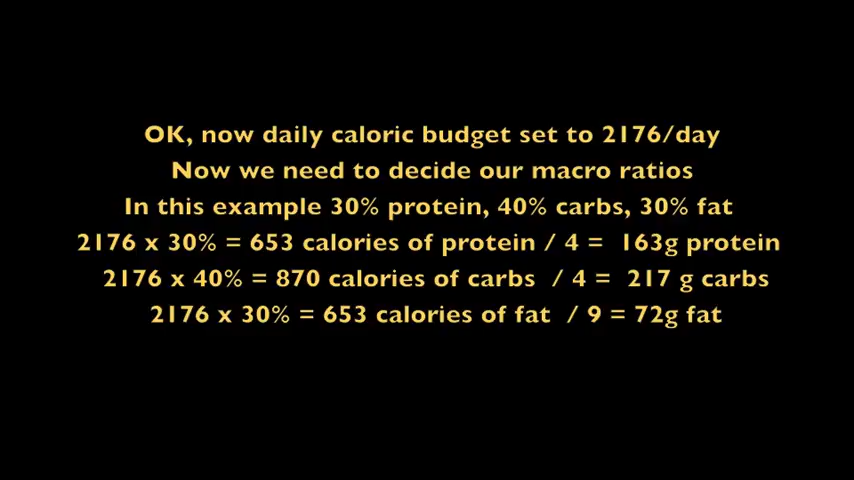 OK, now daily caloric budget set to 2176/day
Now we need to decide our macro ratios
In this example 30% protein, 40% carbs, 30% fat
2176 x 30% = 653 calories of protein / 4 =  163g protein
2176 x 40% = 870 calories of carbs  / 4 =  217 g carbs
2176 x 30% = 653 calories of fat  / 9 = 72g fat